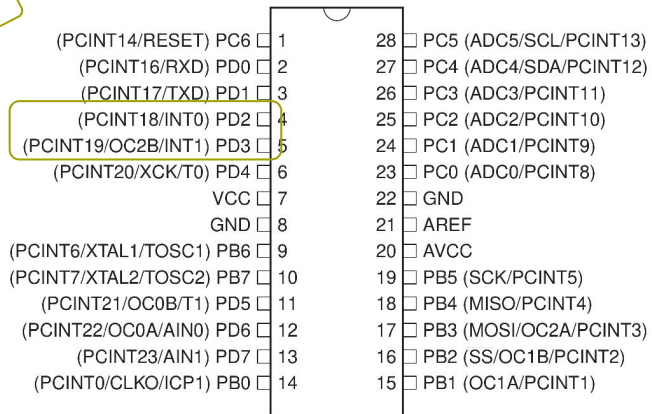 (PCINT14/RESET) PC6 1 28 PC5 (ADC5/SCL/PCINT13)
(PCINT16/RXD) PD0 2 27 PC4 (ADC4/SDA/PCINT12)
(PCINT17/TXD) PD1 3 26 PC3 (ADC3/PCINT11)
(PCINT18/INT0) PD2 4 25 PC2 (ADC2/PCINT10)
(PCINT19/OC2B/INT1) PD3 5 24 PC1 (ADC1/PCINT9)
(PCINT20/XCK/T0) PD4 6 23 PC0 (ADC0/PCINT8)
VCC 7 22 GND
GND 8 21 AREF
(PCINT6/XTAL1/TOSC1) PB6 9 20 AVCC
(PCINT7/XTAL2/TOSC2) PB7 10 19 PB5 (SCK/PCINT5)
(PCINT21/OC0B/T1) PD5 11 18 PB4 (MISO/PCINT4)
(PCINT22/OC0A/AIN0) PD6 12 17 PB3 (MOSI/OC2A/PCINT3)
(PCINT23/AIN1) PD7 13 16 PB2 (SS/OC1B/PCINT2)
(PCINT0/CLKO/ICP1) PB0 14 15 PB1 (OC1A/PCINT1)